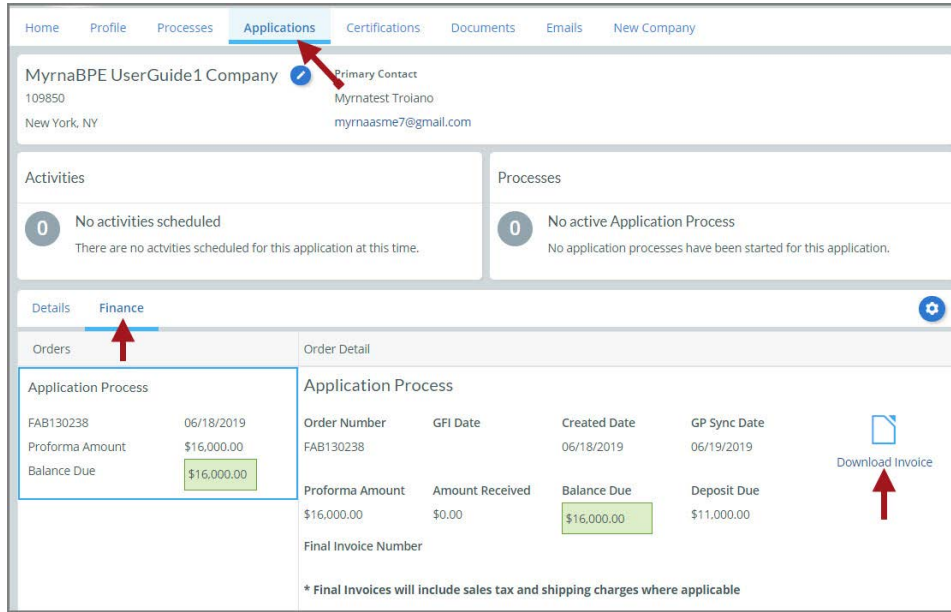 Home Profile Processes Applications Certifications Documents Emails New Company
MyrnaBPE UserGuide1 Company
109850
New York, NY
Primary Contact
Myrnatest Troiano
myrnaasme7@gmail.com
Activities
0
No activities scheduled
There are no actvities scheduled for this application at this time.
Processes
0
No active Application Process
No application processes have been started for this application.
Details Finance
Orders
Application Process
FAB130238 06/18/2019
Proforma Amount $16,000.00
Balance Due $16,000.00
Order Detail
Application Process
Order Number GFI Date Created Date GP Sync Date
FAB130238 06/18/2019 06/19/2019
Download Invoice
Proforma Amount Amount Received Balance Due Deposit Due
$16,000.00 $0.00 $16,000.00 $11,000.00
Final Invoice Number
* Final Invoices will include sales tax and shipping charges where applicable